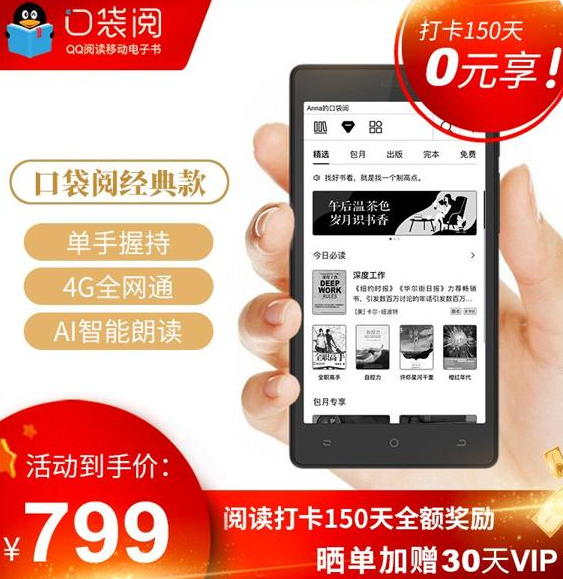 口袋阅
QQ阅读移动电子书
打卡150天
0元享!
口袋阅经典款
单手握持
4G全网通
AI智能朗读
Anna的口袋阅
精选 包月 出版 完本 免费
找好书看，就是找一个制高点。
午后温茶色
岁月识书香
今日必读
深度工作
《纽约时报》《华尔街日报》力荐畅销
书，引发数百万讨论的年话引发数百万...
[美] 卡尔·纽波特
DEEP
WORK
RULES
全职高手 自控力 许你星河千里 橙红年代
包月专享
活动到手价：
¥799
阅读打卡150天全额奖励
晒单加赠30天VIP